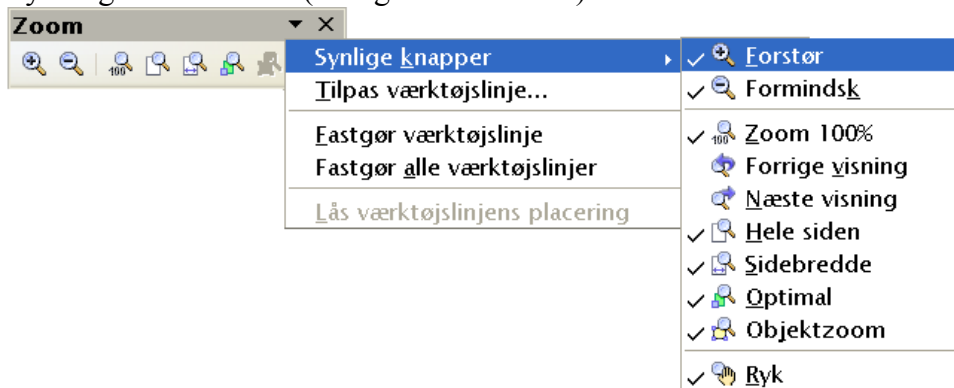 Zoom
Synlige knapper
Tilpas værktøjslinje...
Fastgør værktøjslinje
Fastgør alle værktøjslinjer
Lås værktøjslinjens placering
Forstør
Formindsk
Zoom 100%
Forrige visning
Næste visning
Hele siden
Sidebredde
Optimal
Objektzoom
Ryk